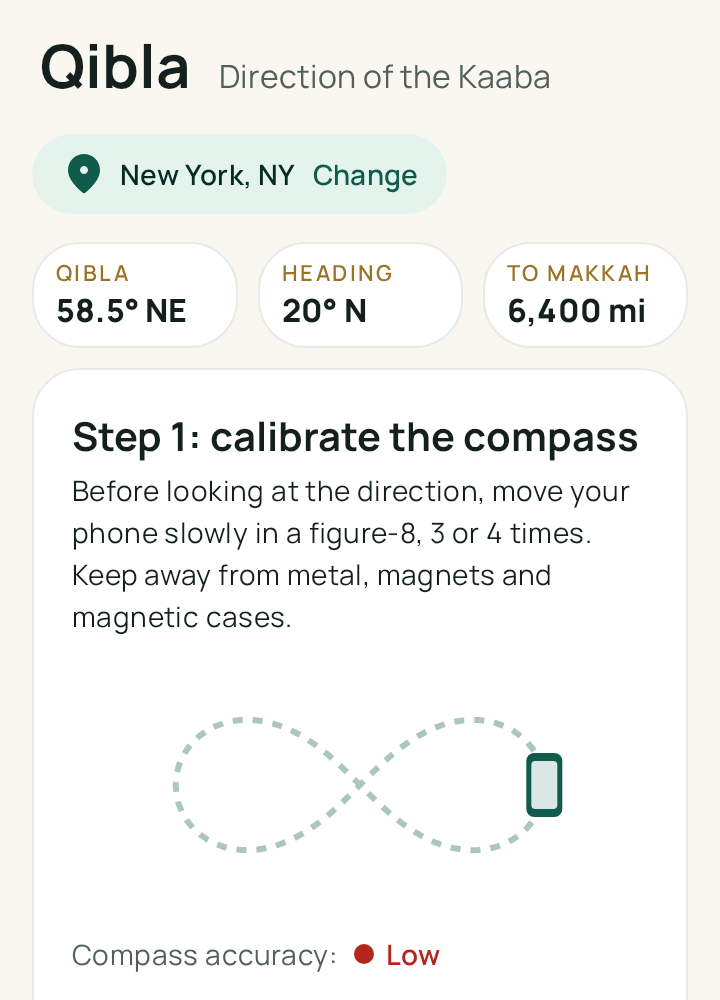 Qibla Direction of the Kaaba
New York, NY Change
QIBLA HEADING TO MAKKAH
58.5° NE 20° N 6,400 mi
Step 1: calibrate the compass
Before looking at the direction, move your
phone slowly in a figure-8, 3 or 4 times.
Keep away from metal, magnets and
magnetic cases.
Compass accuracy: Low